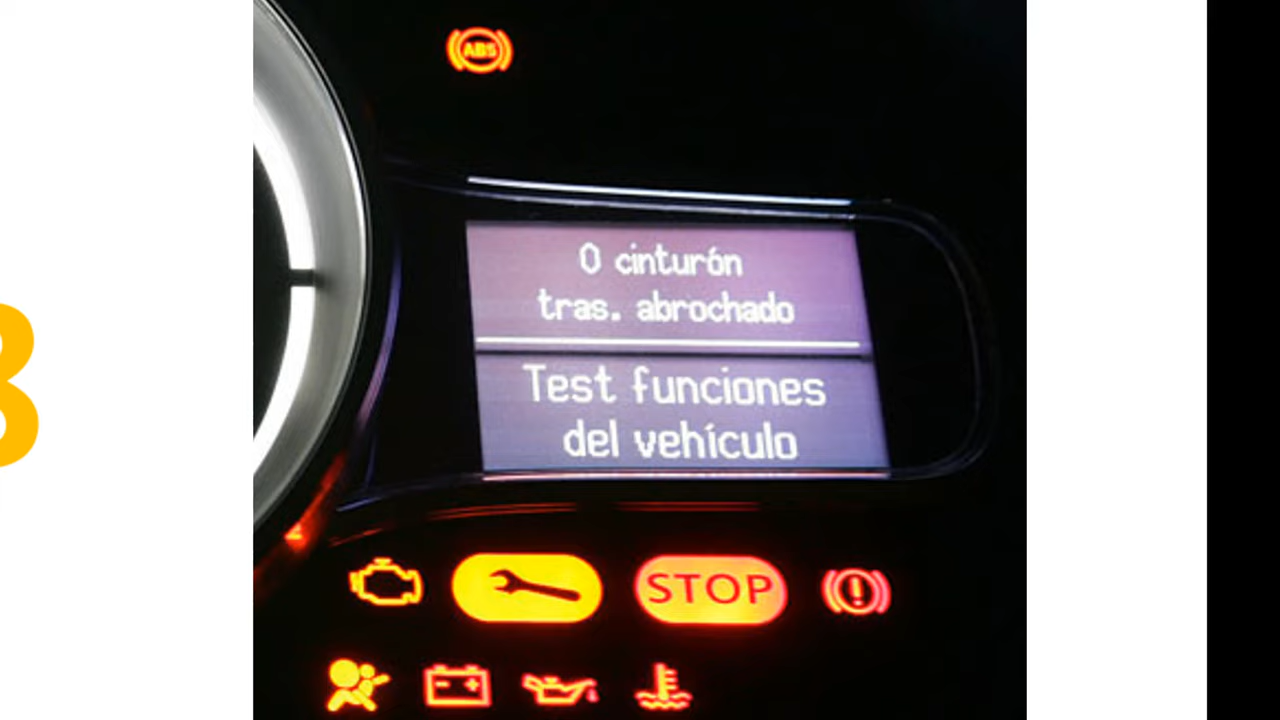 ABS
0 cinturón
tras. abrochado
Test funciones
del vehículo
STOP